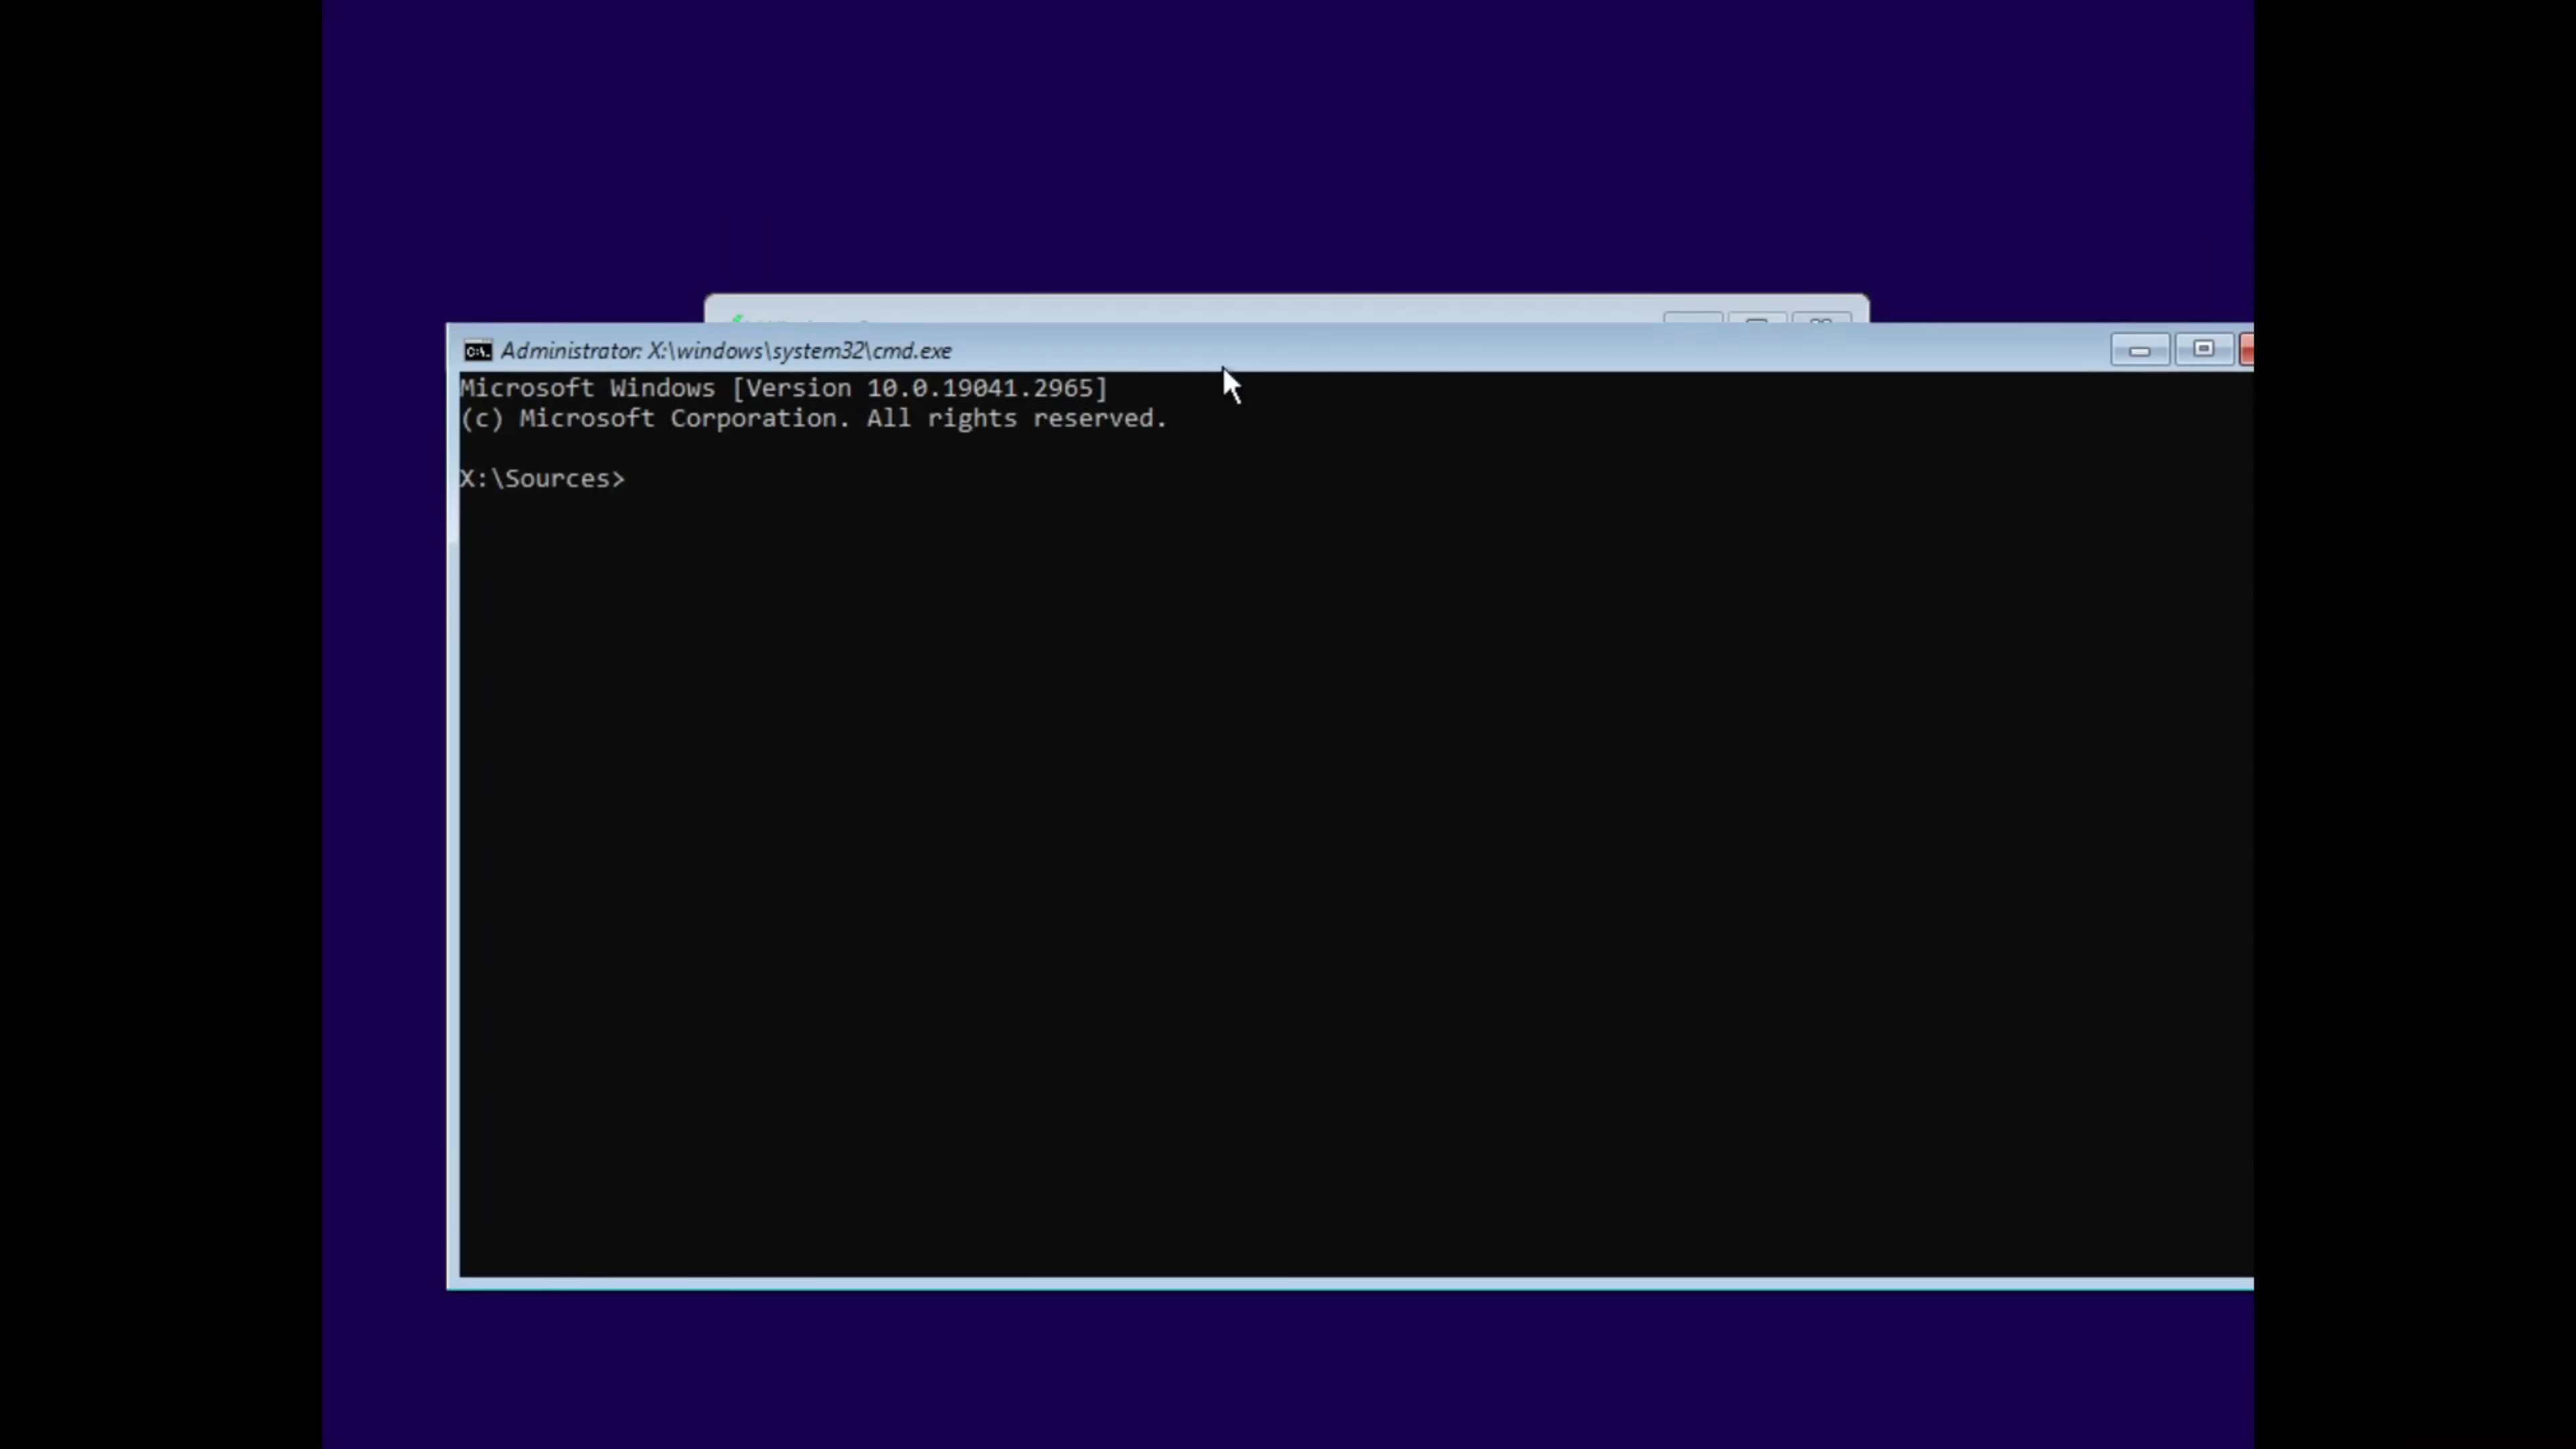 Administrator: X:\windows\system32\cmd.exe
Microsoft Windows [Version 10.0.19041.2965]
(c) Microsoft Corporation. All rights reserved.
X:\Sources>